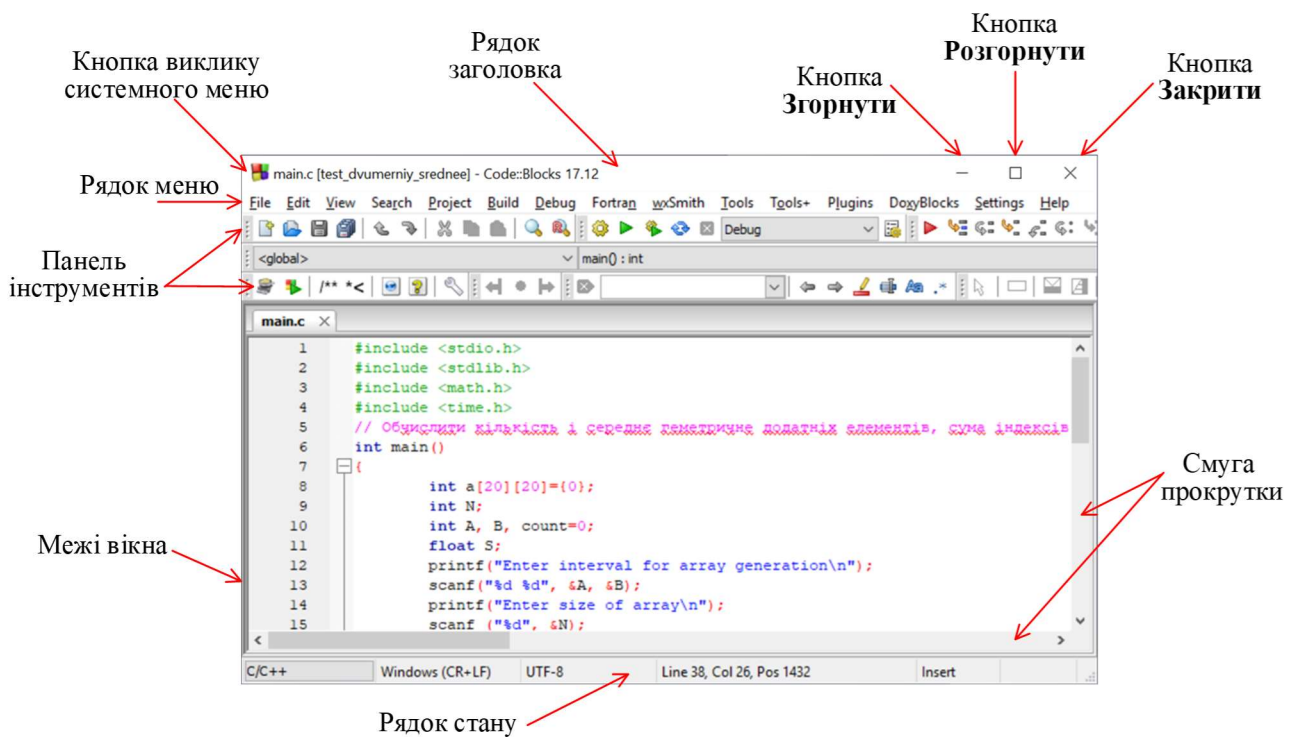 Кнопка виклику
системного меню
Рядок
заголовка
Кнопка
Згорнути
Кнопка
Розгорнути
Кнопка
Закрити
main.c [test_dvumerniy_srednee] - Code::Blocks 17.12
Рядок меню
File Edit View Search Project Build Debug Fortran wxSmith Tools Tools+ Plugins DoxyBlocks Settings Help
Debug
Панель
інструментів
<global> main() : int
/** *<
Aa .*
main.c
1 #include <stdio.h>
2 #include <stdlib.h>
3 #include <math.h>
4 #include <time.h>
5 // Обчислити кількість і середнє геметричне додатніх елементів, сума індексів
6 int main()
7 {
8 int a[20][20]={0};
9 int N;
10 int A, B, count=0;
11 float S;
12 printf("Enter interval for array generation\n");
13 scanf("%d %d", &A, &B);
14 printf("Enter size of array\n");
15 scanf ("%d", &N);
Смуга
прокрутки
Межі вікна
C/C++ Windows (CR+LF) UTF-8 Line 38, Col 26, Pos 1432 Insert
Рядок стану